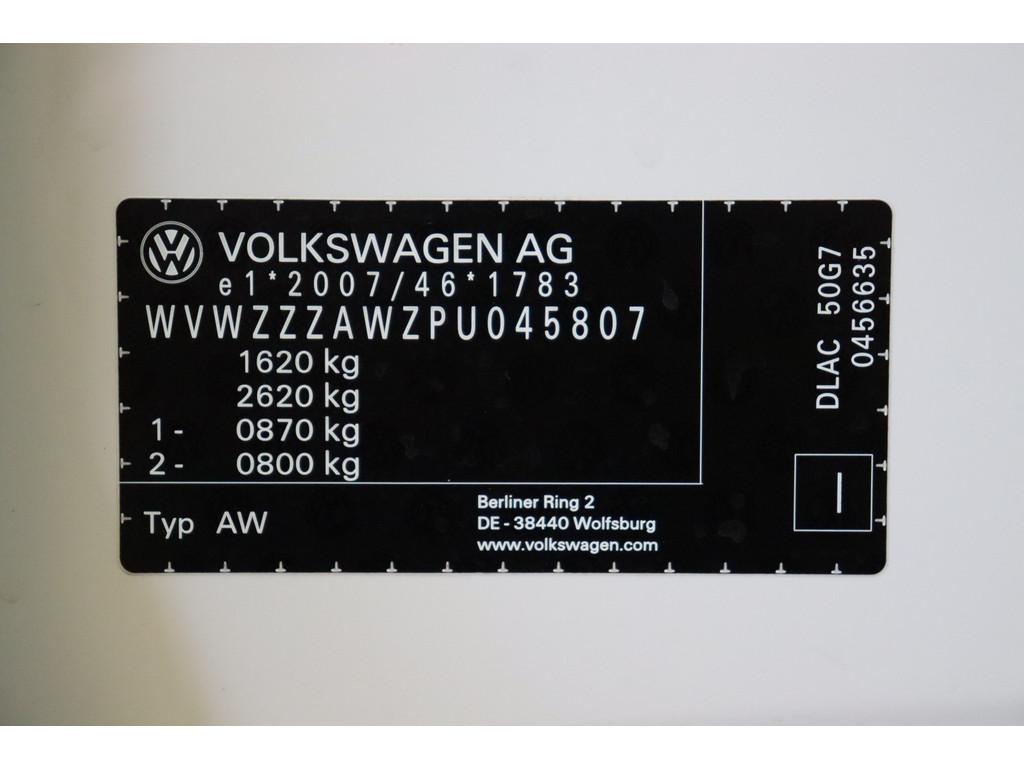 VOLKSWAGEN AG
e1*2007/46*1783
WVWZZZAWZPU045807
1620 kg
2620 kg
1- 0870 kg
2- 0800 kg
Typ AW
Berliner Ring 2
DE - 38440 Wolfsburg
www.volkswagen.com
DLAC 50G7
0456635
I